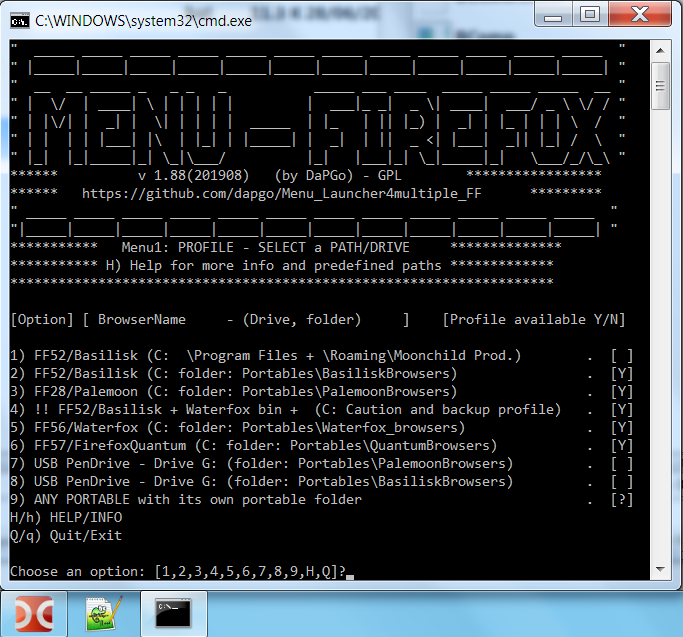 C:\WINDOWS\system32\cmd.exe
MENU - FIREFOX
****** v 1.88(201908) (by DaPGo) - GPL *****************
****** https://github.com/dapgo/Menu_Launcher4multiple_FF *********
*********** Menu1: PROFILE - SELECT a PATH/DRIVE **************
*********** H) Help for more info and predefined paths *************
********************************************************************
[Option] [ BrowserName - (Drive, folder) ] [Profile available Y/N]
1) FF52/Basilisk (C: \Program Files + \Roaming\Moonchild Prod.) . [ ]
2) FF52/Basilisk (C: folder: Portables\BasiliskBrowsers) . [Y]
3) FF28/Palemoon (C: folder: Portables\PalemoonBrowsers) . [Y]
4) !! FF52/Basilisk + Waterfox bin + (C: Caution and backup profile) . [Y]
5) FF56/Waterfox (C: folder: Portables\Waterfox_browsers) . [Y]
6) FF57/FirefoxQuantum (C: folder: Portables\QuantumBrowsers) . [Y]
7) USB PenDrive - Drive G: (folder: Portables\PalemoonBrowsers) . [ ]
8) USB PenDrive - Drive G: (folder: Portables\BasiliskBrowsers) . [ ]
9) ANY PORTABLE with its own portable folder . [?]
H/h) HELP/INFO
Q/q) Quit/Exit
Choose an option: [1,2,3,4,5,6,7,8,9,H,Q]?